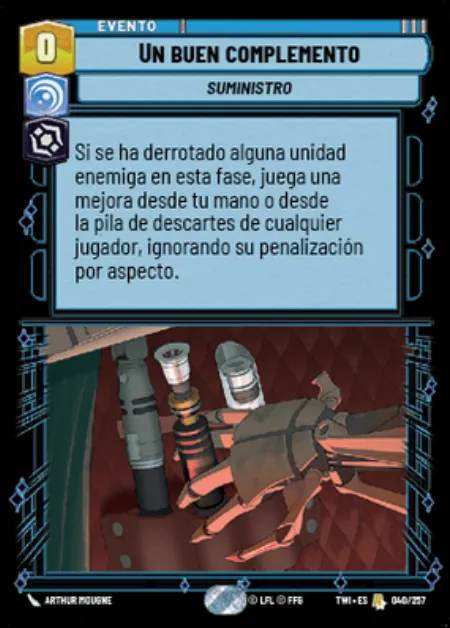 EVENTO
0
UN BUEN COMPLEMENTO
SUMINISTRO
Si se ha derrotado alguna unidad
enemiga en esta fase, juega una
mejora desde tu mano o desde
la pila de descartes de cualquier
jugador, ignorando su penalización
por aspecto.
ARTHUR MOUGNE
© LFL © FFG
TWI • ES
040/257